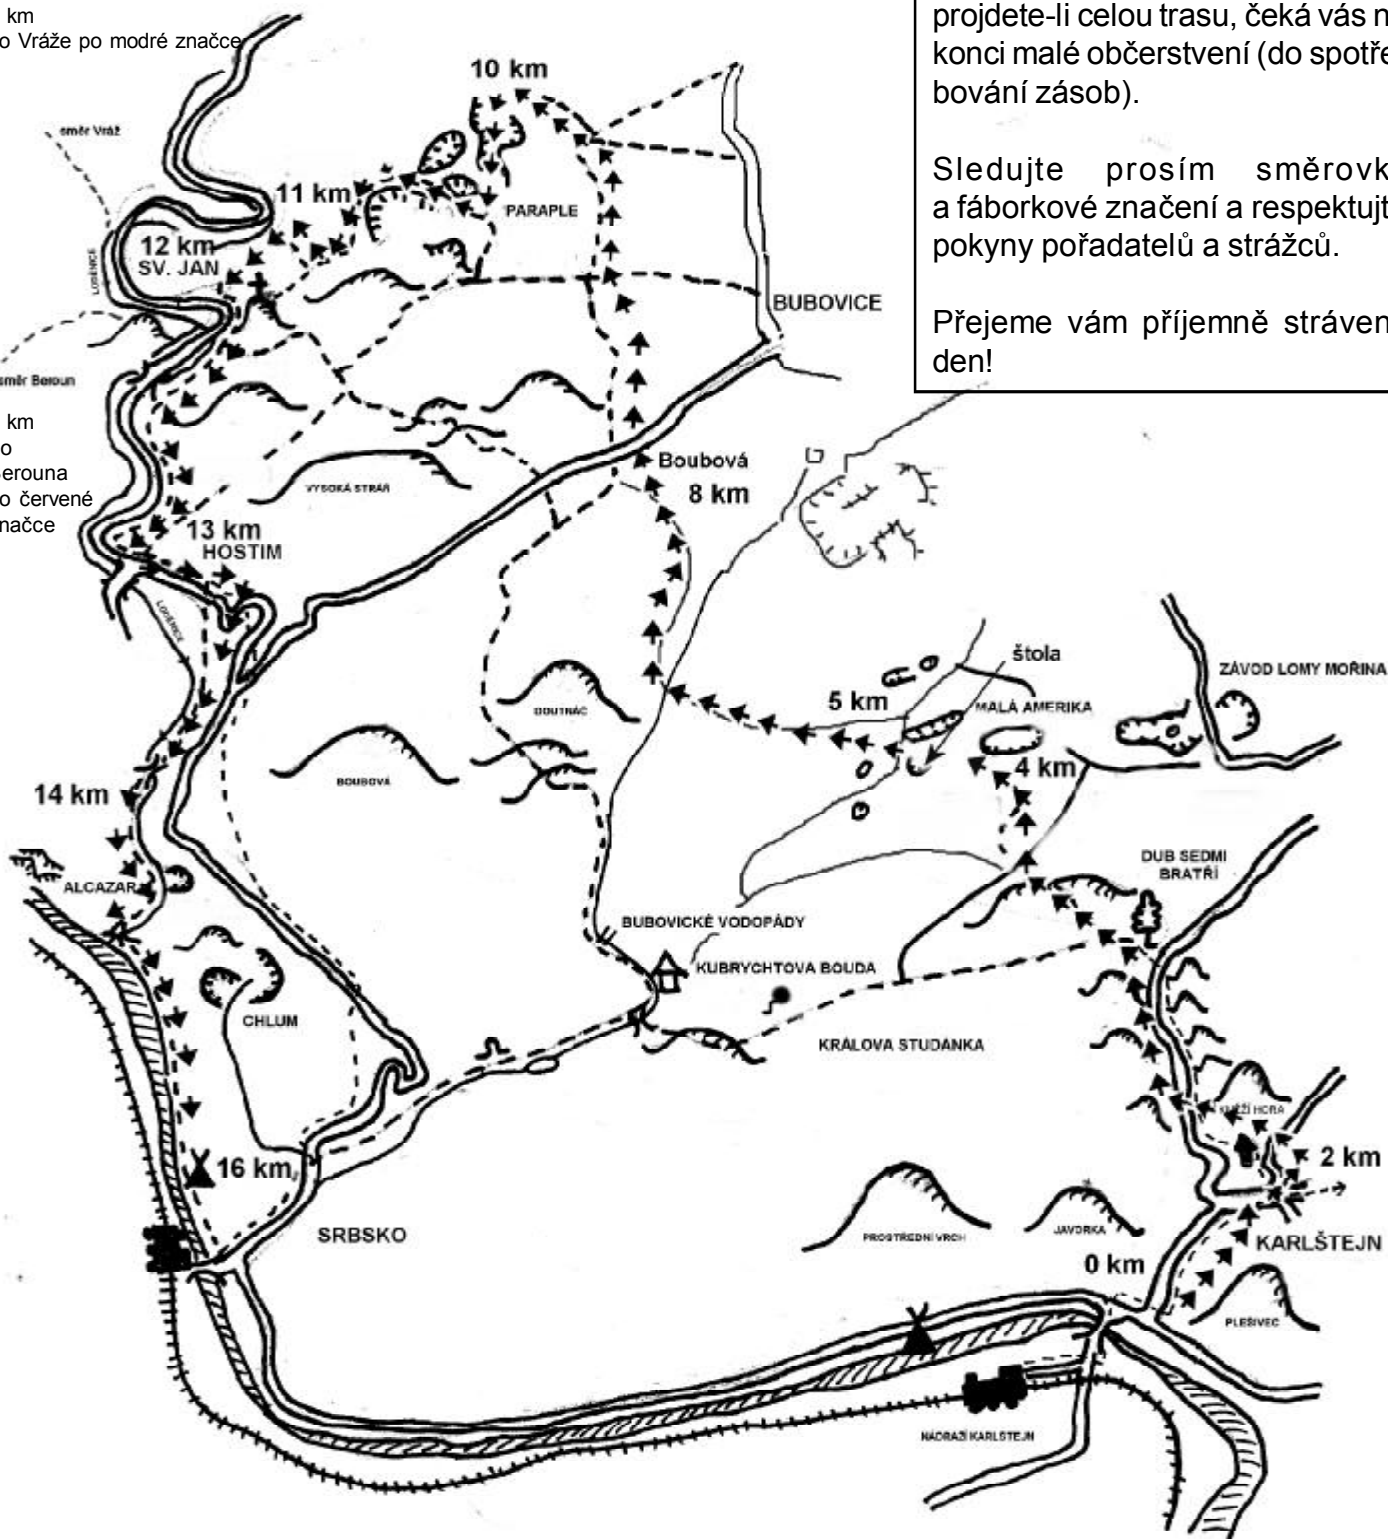 km
o Vráže po modré značce
projdete-li celou trasu, čeká vás n
konci malé občerstvení (do spotře
bování zásob).
Sledujte prosím směrovk
a fáborkové značení a respektujt
pokyny pořadatelů a strážců.
Přejeme vám příjemně stráven
den!
10 km
směr Vráž
11 km
PARAPLE
12 km
SV. JAN
LODĚNICE
BUBOVICE
směr Beroun
km
o
Berouna
o červené
načce
Boubová
8 km
VYSOKÁ STRÁŇ
13 km
HOSTIM
LODĚNICE
štola
ZÁVOD LOMY MOŘINA
5 km
MALÁ AMERIKA
DOUTNÁČ
4 km
BOUBOVÁ
14 km
DUB SEDMI
BRATŘÍ
ALCAZAR
BUBOVICKÉ VODOPÁDY
KUBRYCHTOVA BOUDA
CHLUM
KRÁLOVA STUDÁNKA
KNĚŽÍ HORA
2 km
16 km
SRBSKO
PROSTŘEDNÍ VRCH
JAVORKA
KARLŠTEJN
0 km
PLEŠIVEC
NÁDRAŽÍ KARLŠTEJN